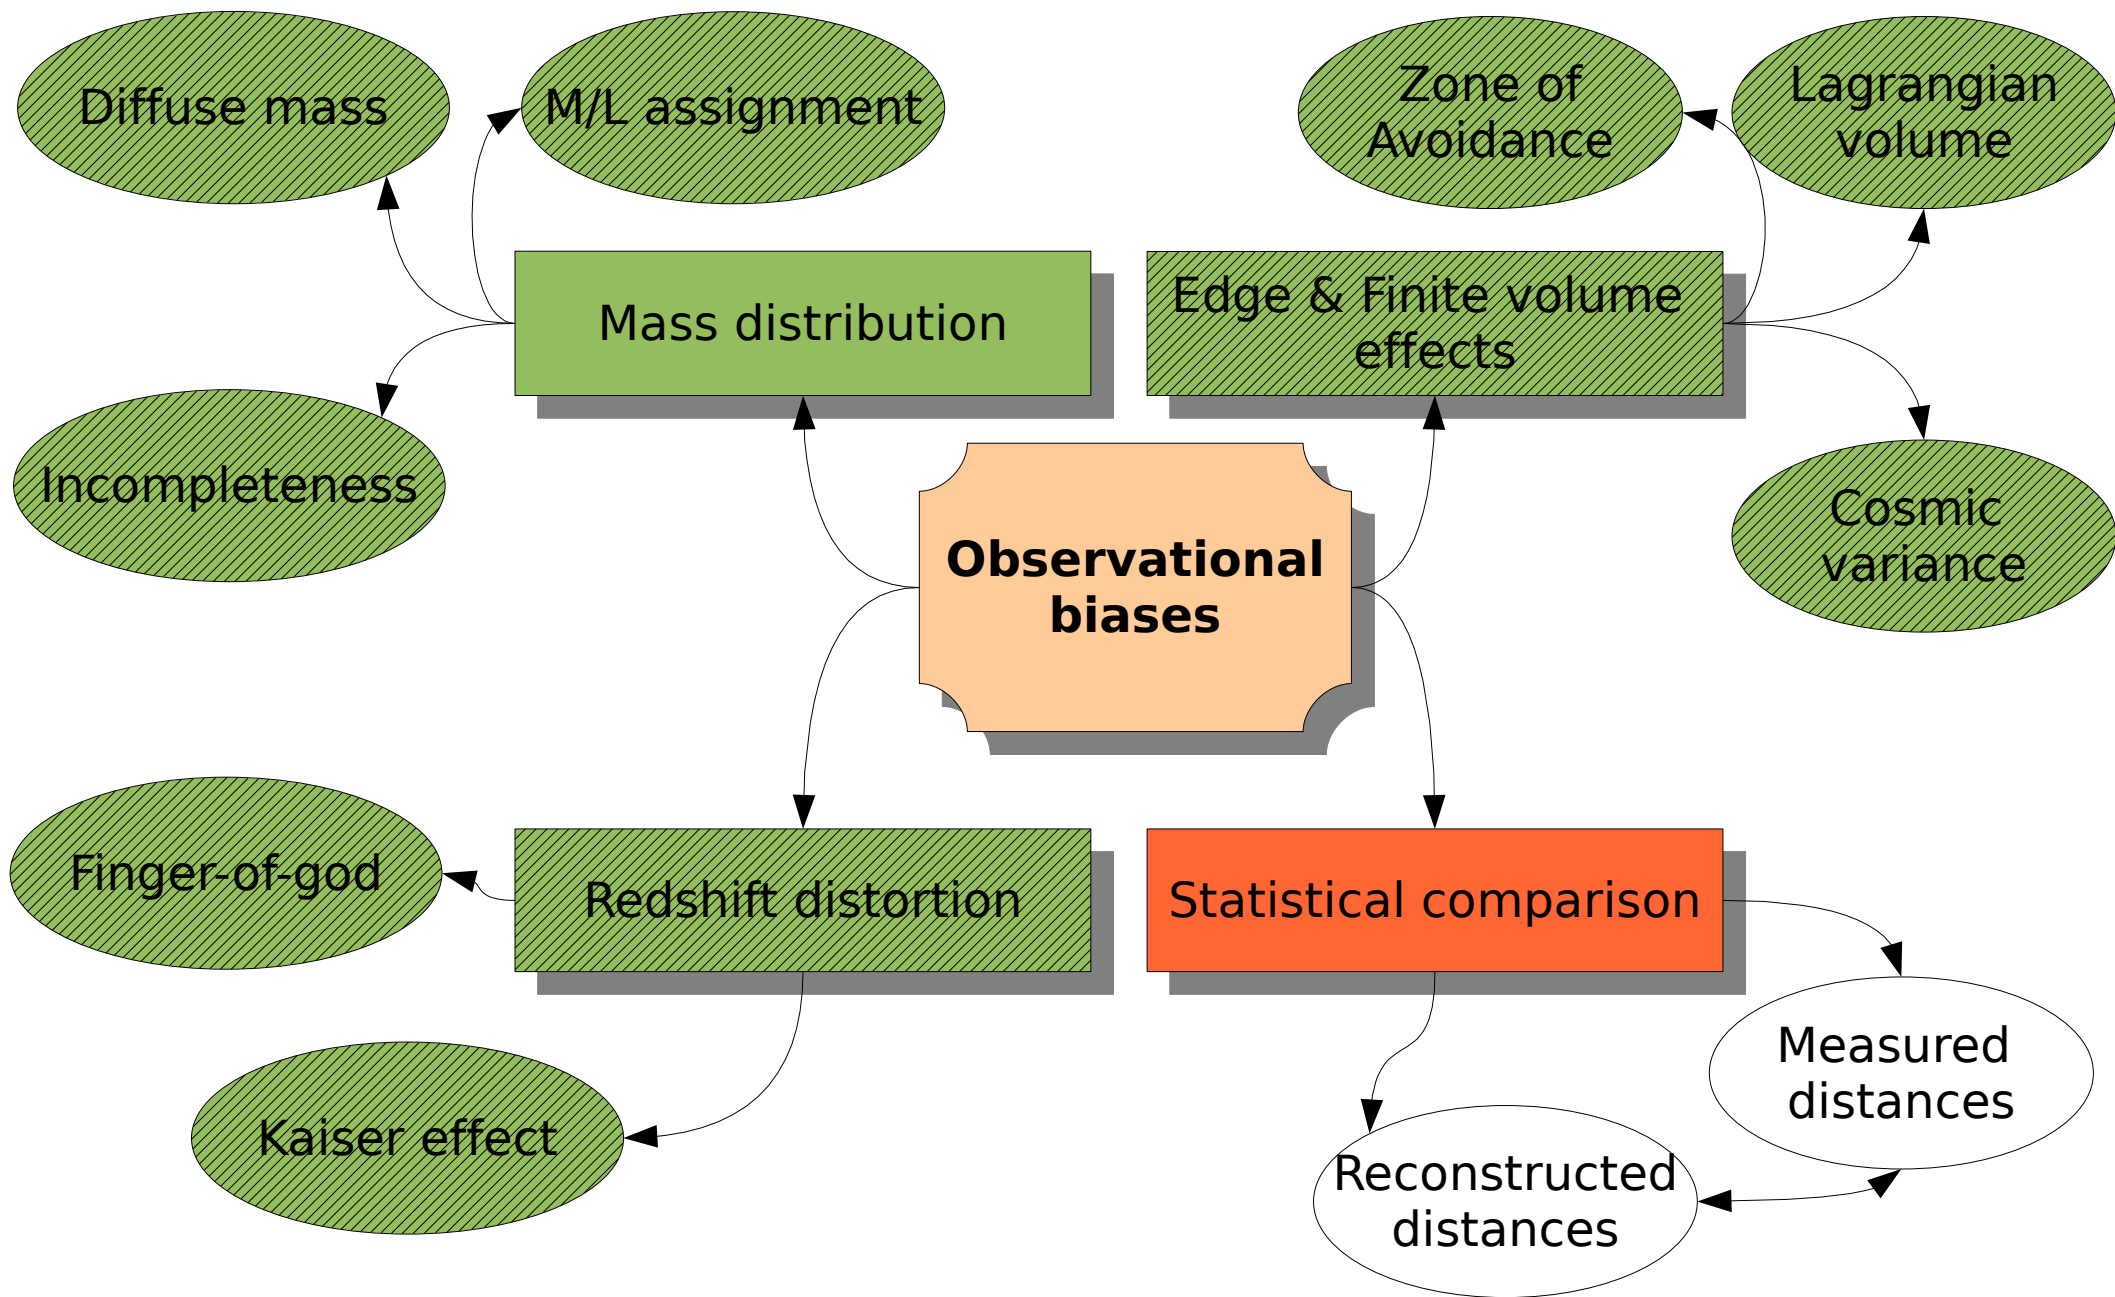 Diffuse mass
M/L assignment
Zone of
Avoidance
Lagrangian
volume
Mass distribution
Edge & Finite volume
effects
Incompleteness
Cosmic
variance
Observational
biases
Finger-of-god
Redshift distortion
Statistical comparison
Kaiser effect
Measured
distances
Reconstructed
distances